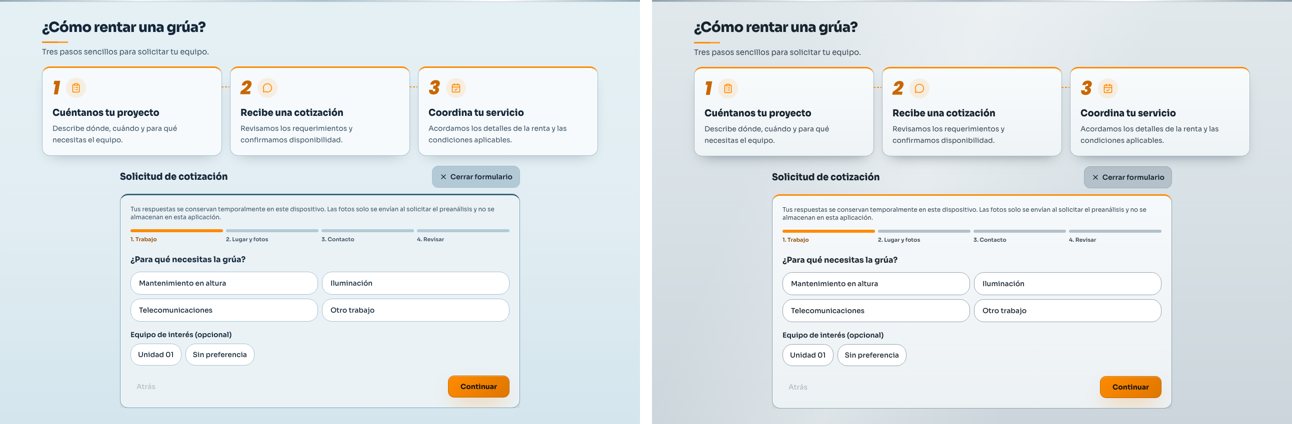 ¿Cómo rentar una grúa?
Tres pasos sencillos para solicitar tu equipo.
1
Cuéntanos tu proyecto
Describe dónde, cuándo y para qué
necesitas el equipo.
2
Recibe una cotización
Revisamos los requerimientos y
confirmamos disponibilidad.
3
Coordina tu servicio
Acordamos los detalles de la renta y las
condiciones aplicables.
Solicitud de cotización
Cerrar formulario
Tus respuestas se conservan temporalmente en este dispositivo. Las fotos solo se envían al solicitar el preanálisis y no se
almacenan en esta aplicación.
1. Trabajo
2. Lugar y fotos
3. Contacto
4. Revisar
¿Para qué necesitas la grúa?
Mantenimiento en altura
Iluminación
Telecomunicaciones
Otro trabajo
Equipo de interés (opcional)
Unidad 01
Sin preferencia
Atrás
Continuar
¿Cómo rentar una grúa?
Tres pasos sencillos para solicitar tu equipo.
1
Cuéntanos tu proyecto
Describe dónde, cuándo y para qué
necesitas el equipo.
2
Recibe una cotización
Revisamos los requerimientos y
confirmamos disponibilidad.
3
Coordina tu servicio
Acordamos los detalles de la renta y las
condiciones aplicables.
Solicitud de cotización
Cerrar formulario
Tus respuestas se conservan temporalmente en este dispositivo. Las fotos solo se envían al solicitar el preanálisis y no se
almacenan en esta aplicación.
1. Trabajo
2. Lugar y fotos
3. Contacto
4. Revisar
¿Para qué necesitas la grúa?
Mantenimiento en altura
Iluminación
Telecomunicaciones
Otro trabajo
Equipo de interés (opcional)
Unidad 01
Sin preferencia
Atrás
Continuar